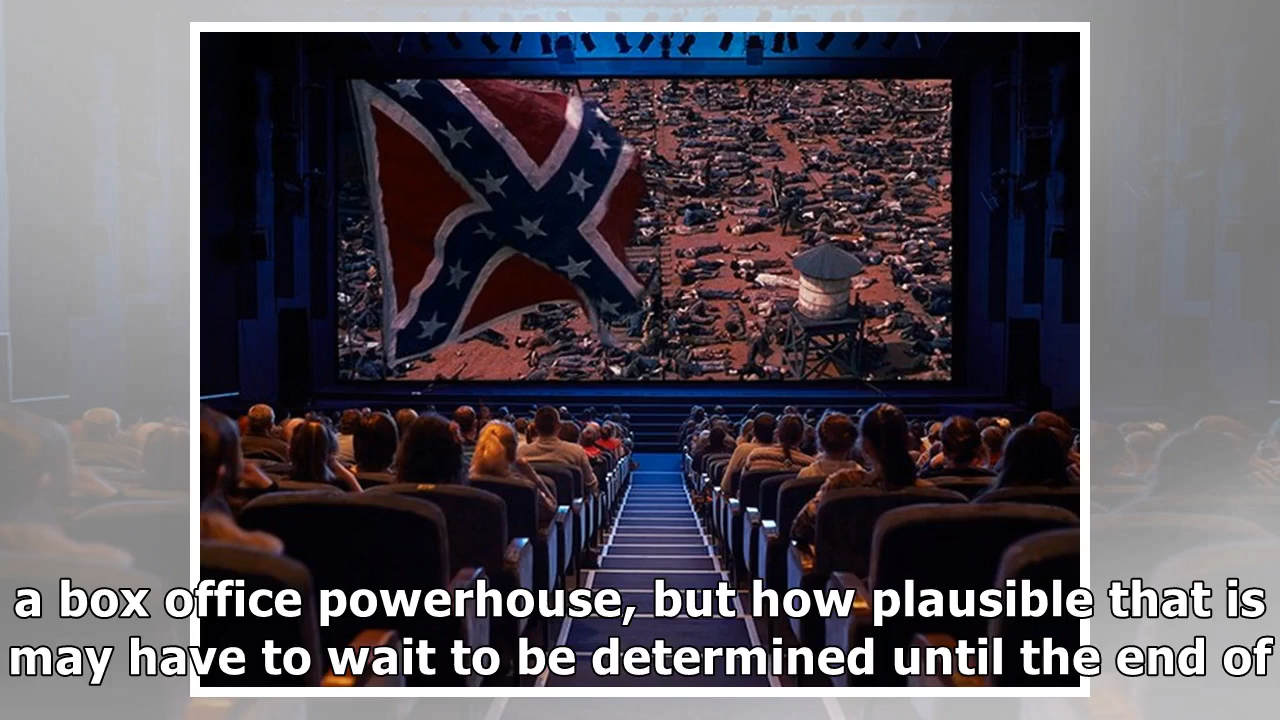 a box office powerhouse, but how plausible that is
may have to wait to be determined until the end of